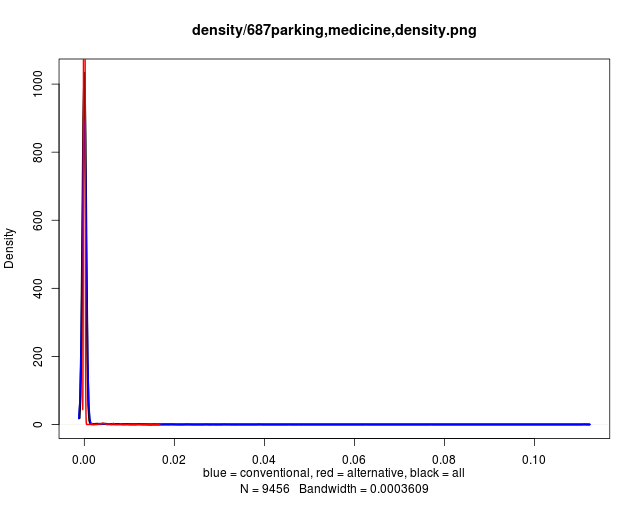 density/687parking,medicine,density.png
Density
1000
800
600
400
200
0
0.00 0.02 0.04 0.06 0.08 0.10
blue = conventional, red = alternative, black = all
N = 9456 Bandwidth = 0.0003609